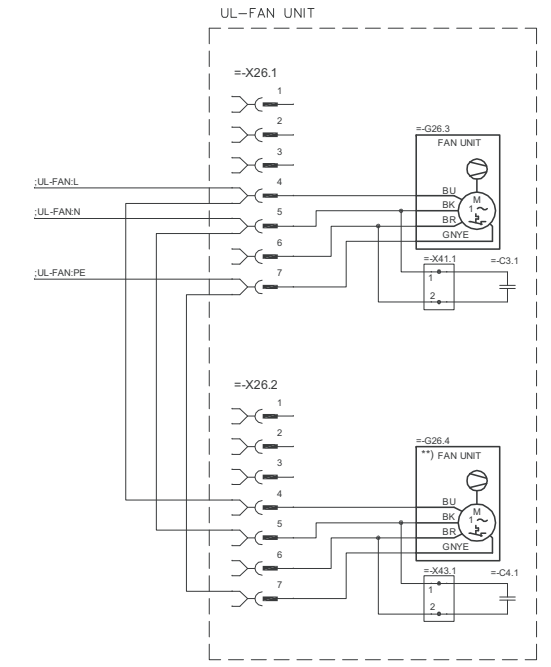 UL-FAN UNIT
=-X26.1
1
2
=-G26.3
FAN UNIT
3
;UL-FAN:L
4
BU
M
1 ~
;UL-FAN:N
5
BK
BR
6
GNYE
;UL-FAN:PE
7
=-X41.1
=-C3.1
1
2
=-X26.2
1
2
=-G26.4
**) FAN UNIT
3
4
BU
M
1 ~
5
BK
BR
6
GNYE
7
=-X43.1
=-C4.1
1
2